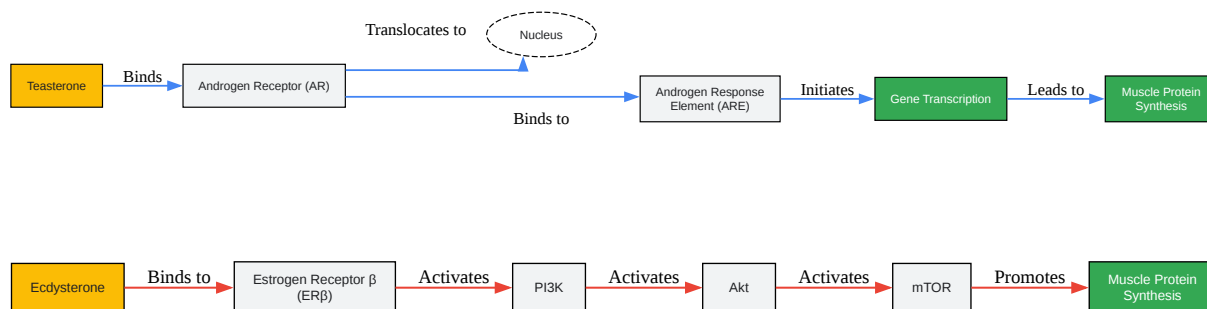 Translocates to
Nucleus
Teasterone
Binds
Androgen Receptor (AR)
Binds to
Androgen Response
Element (ARE)
Initiates
Gene Transcription
Leads to
Muscle Protein
Synthesis
Ecdysterone
Binds to
Estrogen Receptor β
(ERβ)
Activates
PI3K
Activates
Akt
Activates
mTOR
Promotes
Muscle Protein
Synthesis